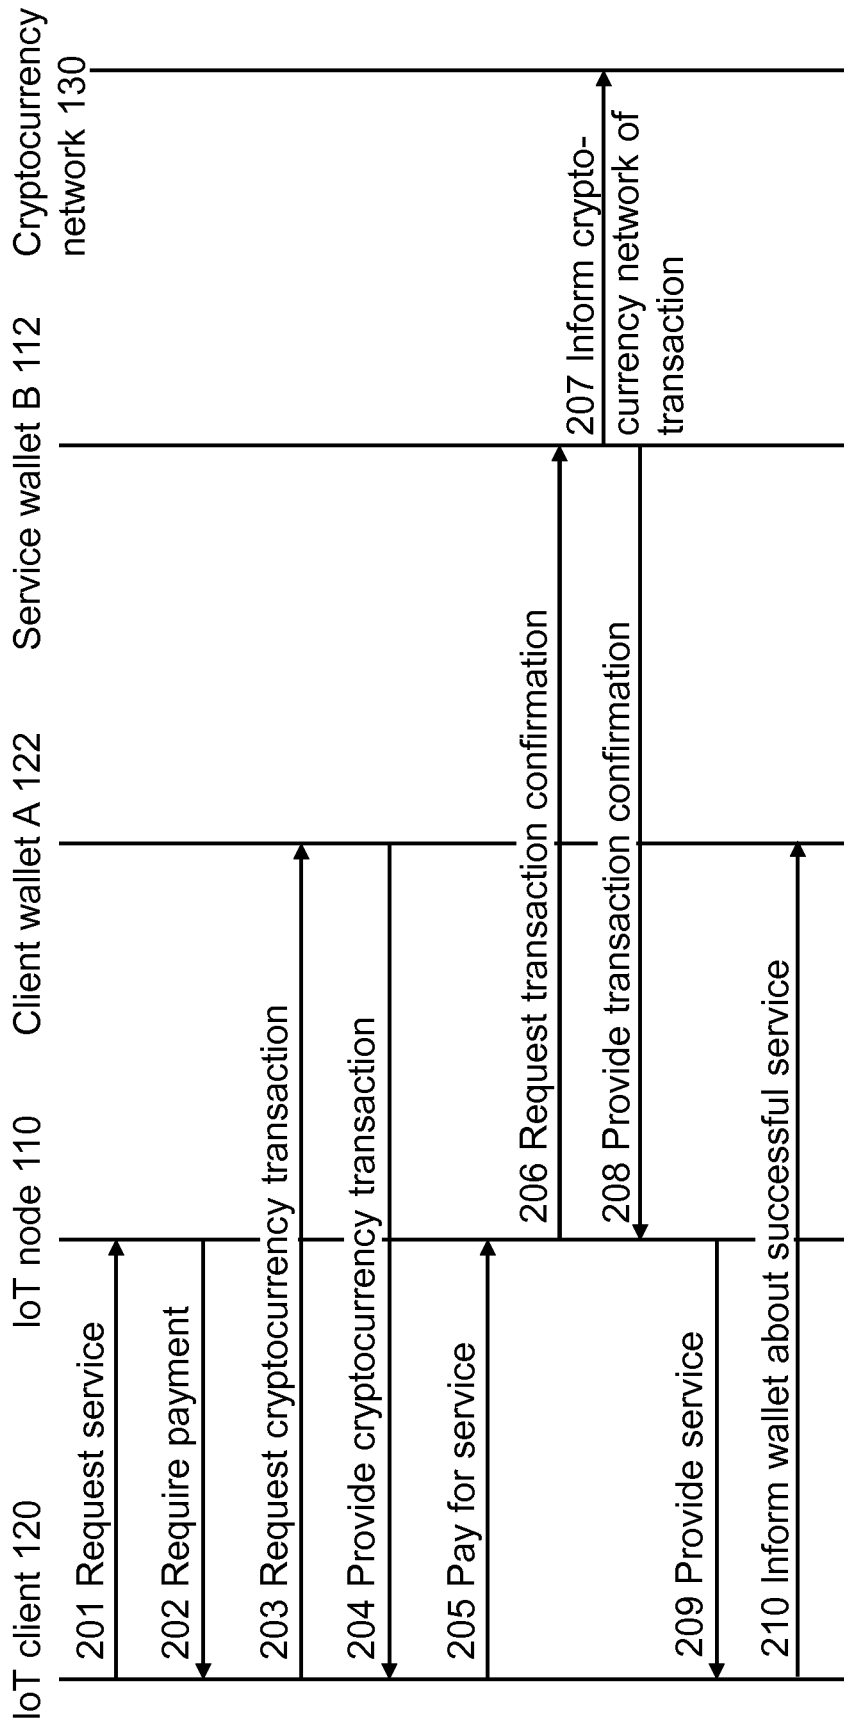 IoT client 120
IoT node 110
Client wallet A 122
Service wallet B 112
Cryptocurrency
network 130
201 Request service
202 Require payment
203 Request cryptocurrency transaction
204 Provide cryptocurrency transaction
205 Pay for service
206 Request transaction confirmation
207 Inform crypto-
currency network of
transaction
208 Provide transaction confirmation
209 Provide service
210 Inform wallet about successful service